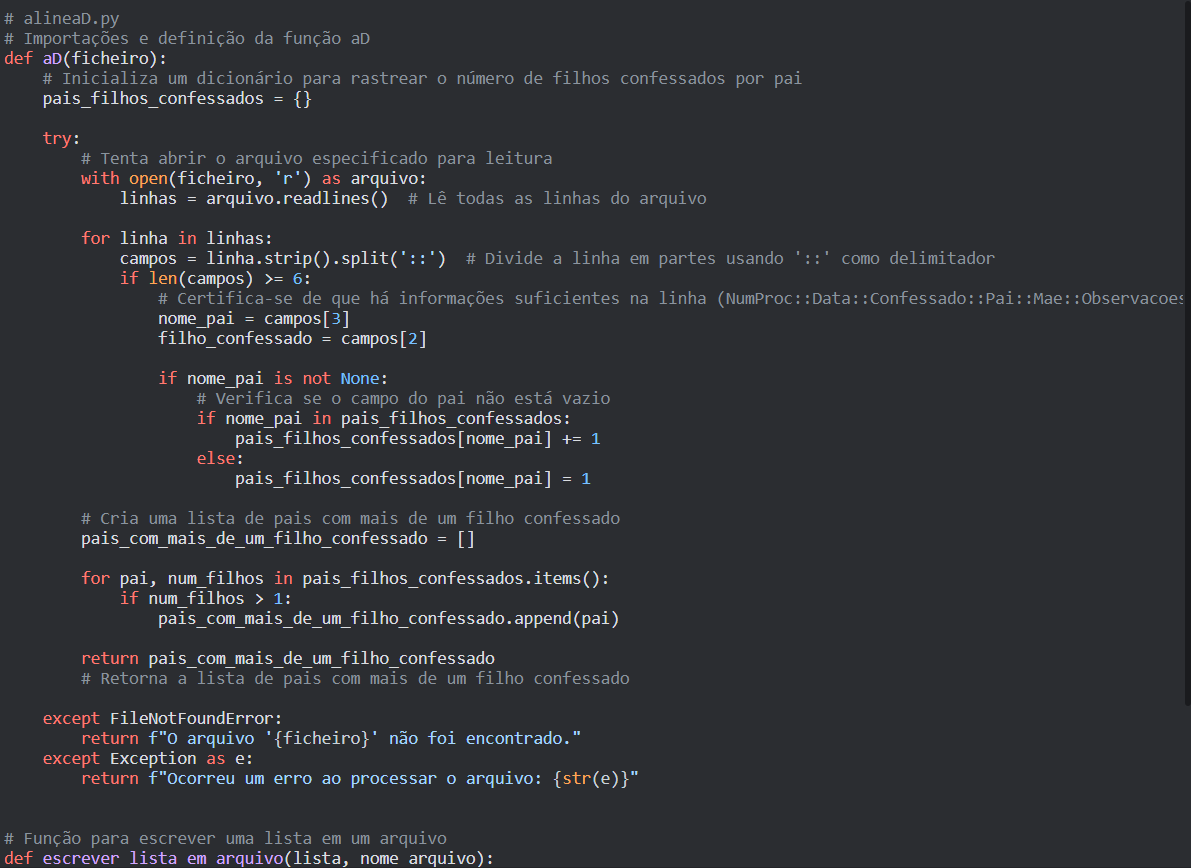 # alineaD.py
# Importações e definição da função aD
def aD(ficheiro):
    # Inicializa um dicionário para rastrear o número de filhos confessados por pai
    pais_filhos_confessados = {}

    try:
        # Tenta abrir o arquivo especificado para leitura
        with open(ficheiro, 'r') as arquivo:
            linhas = arquivo.readlines()  # Lê todas as linhas do arquivo

        for linha in linhas:
            campos = linha.strip().split('::')  # Divide a linha em partes usando '::' como delimitador
            if len(campos) >= 6:
                # Certifica-se de que há informações suficientes na linha (NumProc::Data::Confessado::Pai::Mae::Observacoes
                nome_pai = campos[3]
                filho_confessado = campos[2]

                if nome_pai is not None:
                    # Verifica se o campo do pai não está vazio
                    if nome_pai in pais_filhos_confessados:
                        pais_filhos_confessados[nome_pai] += 1
                    else:
                        pais_filhos_confessados[nome_pai] = 1

        # Cria uma lista de pais com mais de um filho confessado
        pais_com_mais_de_um_filho_confessado = []

        for pai, num_filhos in pais_filhos_confessados.items():
            if num_filhos > 1:
                pais_com_mais_de_um_filho_confessado.append(pai)

        return pais_com_mais_de_um_filho_confessado
        # Retorna a lista de pais com mais de um filho confessado

    except FileNotFoundError:
        return f"O arquivo '{ficheiro}' não foi encontrado."
    except Exception as e:
        return f"Ocorreu um erro ao processar o arquivo: {str(e)}"


# Função para escrever uma lista em um arquivo
def escrever_lista_em_arquivo(lista, nome_arquivo):